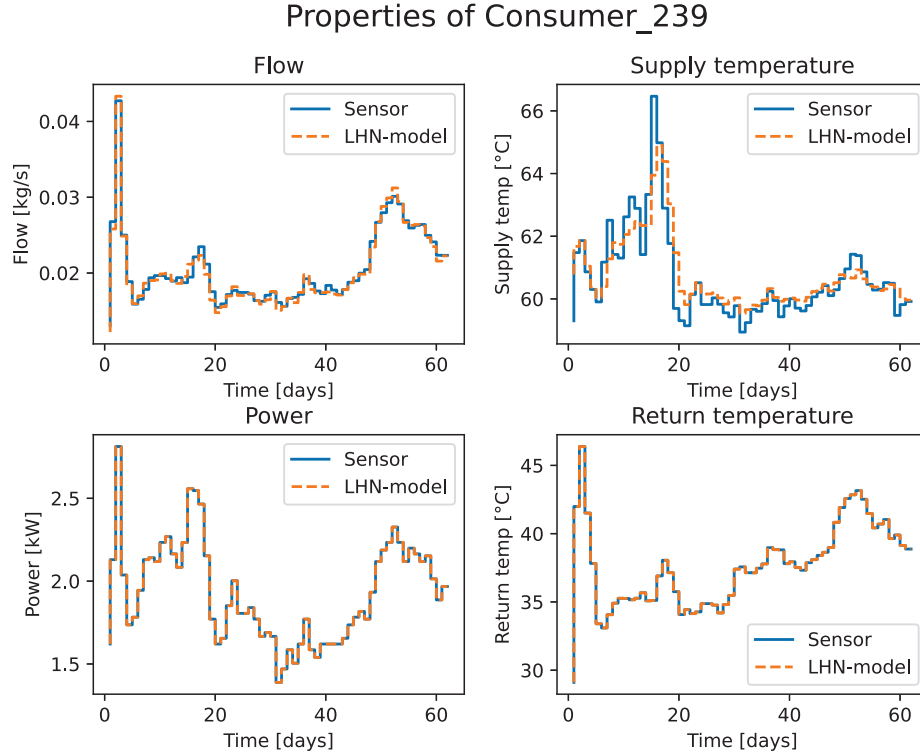 Properties of Consumer_239
Flow
Flow [kg/s]
0.04
0.03
0.02
Sensor
LHN-model
0 20 40 60
Time [days]
Supply temperature
Supply temp [°C]
66
64
62
60
Sensor
LHN-model
0 20 40 60
Time [days]
Power
Power [kW]
2.5
2.0
1.5
Sensor
LHN-model
0 20 40 60
Time [days]
Return temperature
Return temp [°C]
45
40
35
30
Sensor
LHN-model
0 20 40 60
Time [days]